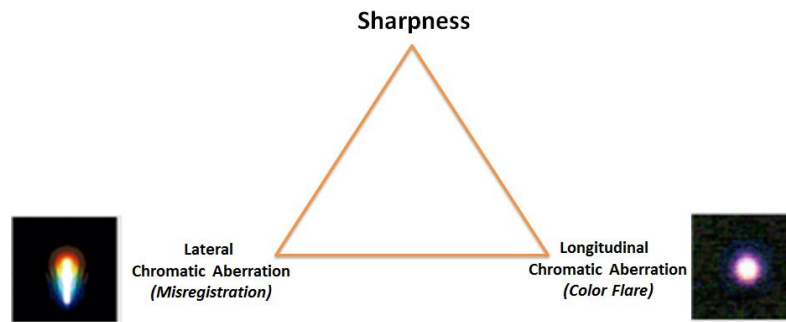 Sharpness
Lateral
Chromatic Aberration
(Misregistration)
Longitudinal
Chromatic Aberration
(Color Flare)